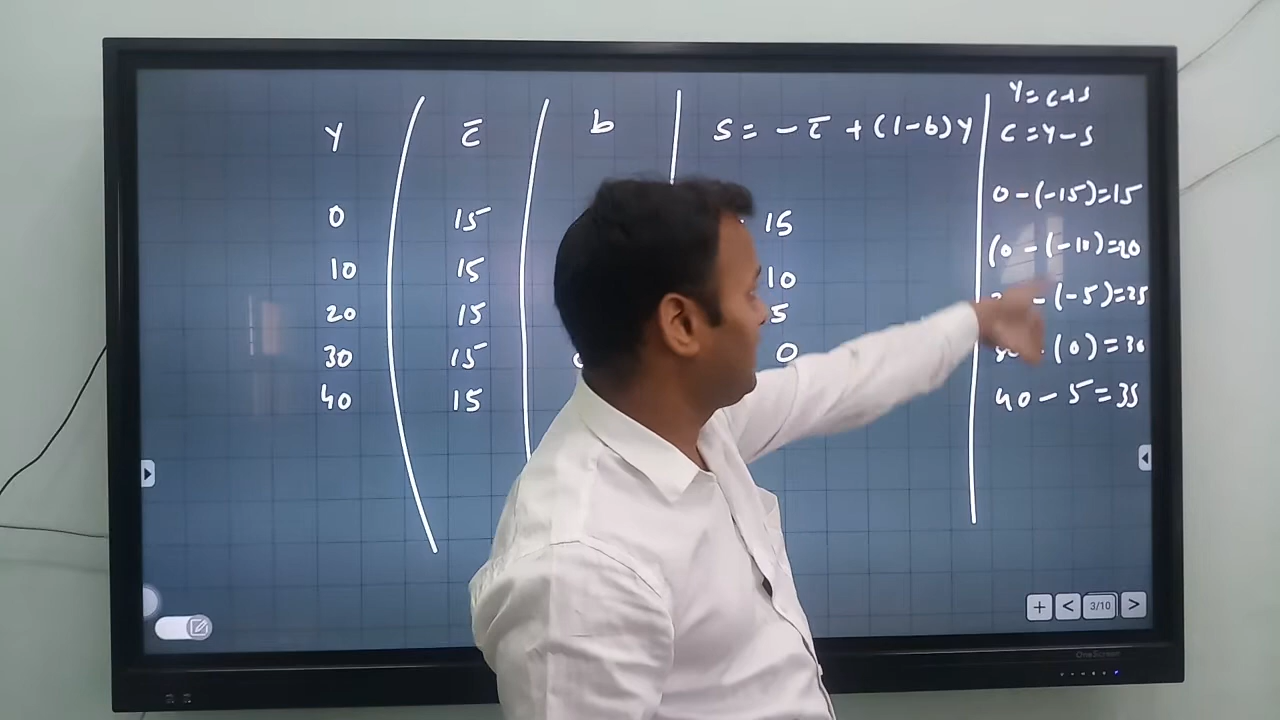 Y = C+S
Y C̄ b S = - C̄ + (1-b)Y C = Y-S
0 15 15 0-(-15)=15
10 15 10 10-(-10)=20
20 15 5 -(-5)=25
30 15 0 (0)=30
40 15 40-5=35
3/10
OneScreen